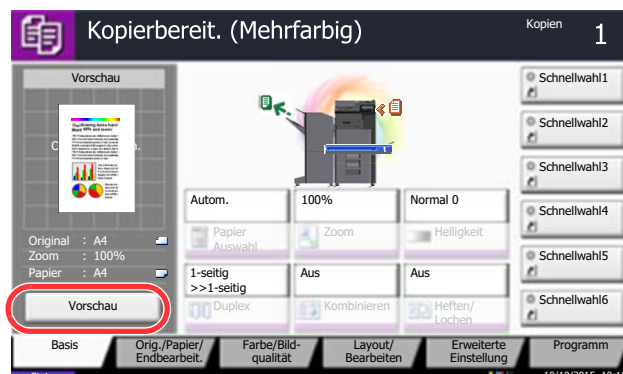 Kopierbereit. (Mehrfarbig)
Kopien 1
Vorschau
Original : A4
Zoom : 100%
Papier : A4
Vorschau
Autom.
Papier
Auswahl
100%
Zoom
Normal 0
Helligkeit
1-seitig
>>1-seitig
Duplex
Aus
Kombinieren
Aus
Heften/
Lochen
Schnellwahl1
Schnellwahl2
Schnellwahl3
Schnellwahl4
Schnellwahl5
Schnellwahl6
Basis
Orig./Papier/
Endbearbeit.
Farbe/Bild-
qualität
Layout/
Bearbeiten
Erweiterte
Einstellung
Programm